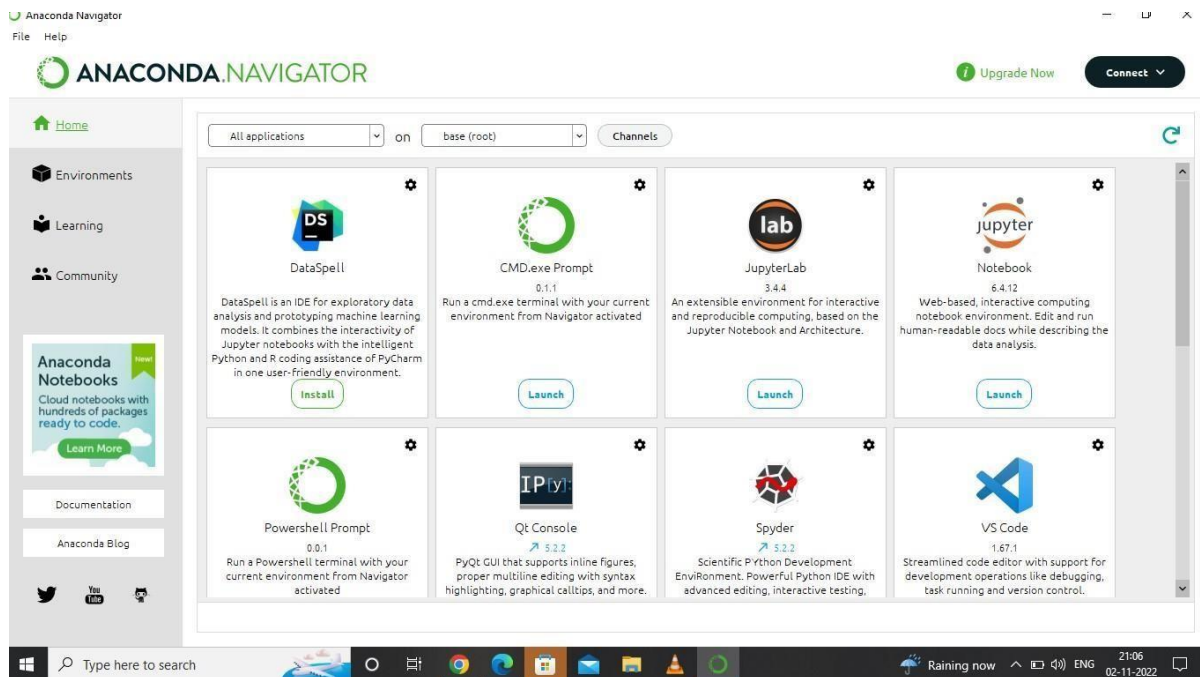 Anaconda Navigator
File Help
ANACONDA.NAVIGATOR
Upgrade Now
Connect
Home
Environments
Learning
Community
Anaconda Notebooks
New!
Cloud notebooks with
hundreds of packages
ready to code.
Learn More
Documentation
Anaconda Blog
You
Tube
All applications on base (root) Channels
DS
DataSpell
DataSpell is an IDE for exploratory data
analysis and prototyping machine learning
models. It combines the interactivity of
Jupyter notebooks with the intelligent
Python and R coding assistance of PyCharm
in one user-friendly environment.
Install
CMD.exe Prompt
0.1.1
Run a cmd.exe terminal with your current
environment from Navigator activated
Launch
lab
JupyterLab
3.4.4
An extensible environment for interactive
and reproducible computing, based on the
Jupyter Notebook and Architecture.
Launch
jupyter
Notebook
6.4.12
Web-based, interactive computing
notebook environment. Edit and run
human-readable docs while describing the
data analysis.
Launch
Powershell Prompt
0.0.1
Run a Powershell terminal with your
current environment from Navigator
activated
IP[y]:
Qt Console
5.2.2
PyQt GUI that supports inline figures,
proper multiline editing with syntax
highlighting, graphical calltips, and more.
Spyder
5.2.2
Scientific PYthon Development
EnviRonment. Powerful Python IDE with
advanced editing, interactive testing,
VS Code
1.67.1
Streamlined code editor with support for
development operations like debugging,
task running and version control.
Type here to search
Raining now
ENG
21:06
02-11-2022